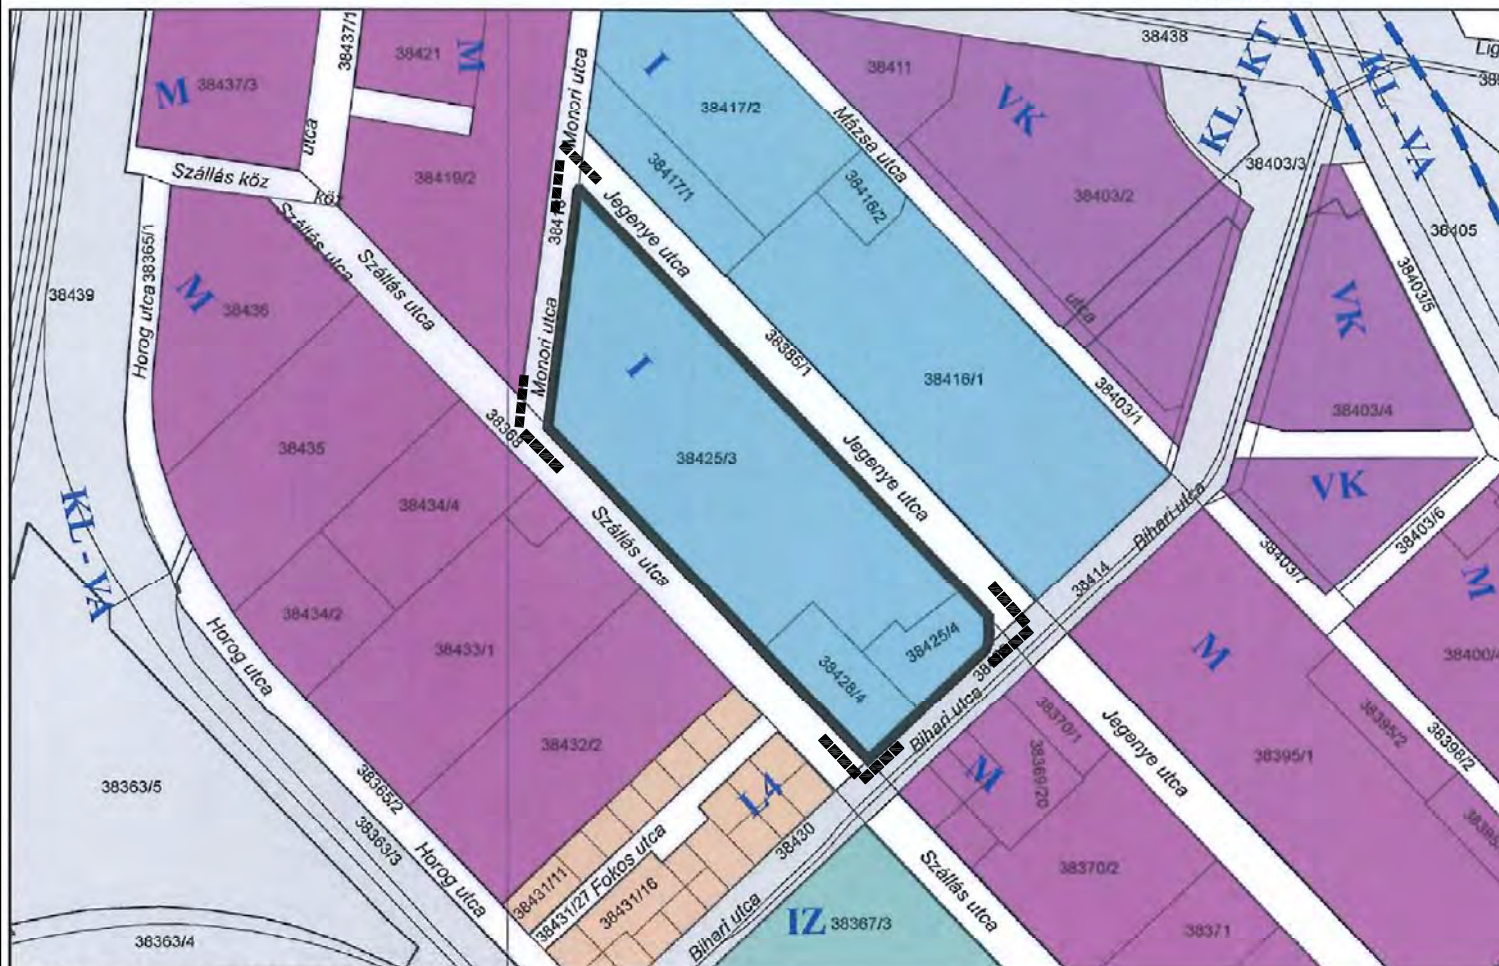 38437/1
38421
M
38438
KL - KT
KL - VA
Lig
M
38437/3
Monori utca
I
38417/2
38411
VK
Mázsa utca
utca
Szállás köz
köz
38419/2
38417/1
38416/2
38403/2
38403/3
38405
Szállás utca
Szállás utca
Jegenye utca
38403/5
Horog utca 38365/1
38439
M
38436
Monori utca
I
38385/1
utca
VK
38416/1
38403/1
38403/4
38435
38368
38425/3
Jegenye utca
VK
38434/4
KL - VA
Szállás utca
Bihari utca
38414
38403/7
38403/6
M
38434/2
38433/1
Horog utca
38425/4
38428/4
M
38400/4
Bihari utca
38370/1
38369/20
M
Jegenye utca
38395/1
38395/2
38398/2
38432/2
38363/5
38365/2
38363/3
L4
38430
Horog utca
38431/11
38431/27 Fokos utca
38431/16
Bihari utca
IZ
38367/3
Szállás utca
38370/2
38371
38363/4